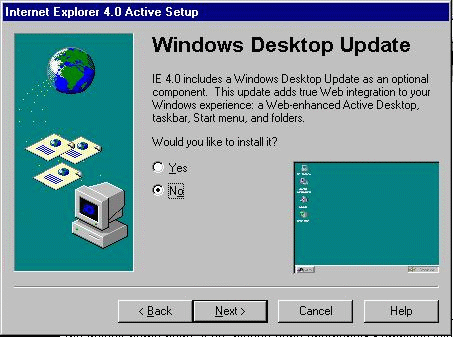 Internet Explorer 4.0 Active Setup
Windows Desktop Update
IE 4.0 includes a Windows Desktop Update as an optional
component. This update adds true Web integration to your
Windows experience: a Web-enhanced Active Desktop,
taskbar, Start menu, and folders.
Would you like to install it?
Yes
No
< Back
Next >
Cancel
Help